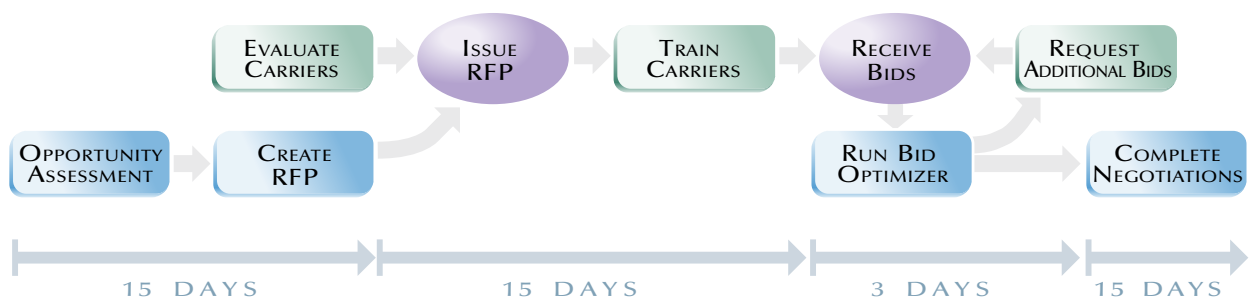 EVALUATE
CARRIERS
ISSUE
RFP
TRAIN
CARRIERS
RECEIVE
BIDS
REQUEST
ADDITIONAL BIDS
OPPORTUNITY
ASSESSMENT
CREATE
RFP
RUN BID
OPTIMIZER
COMPLETE
NEGOTIATIONS
15 DAYS
15 DAYS
3 DAYS
15 DAYS